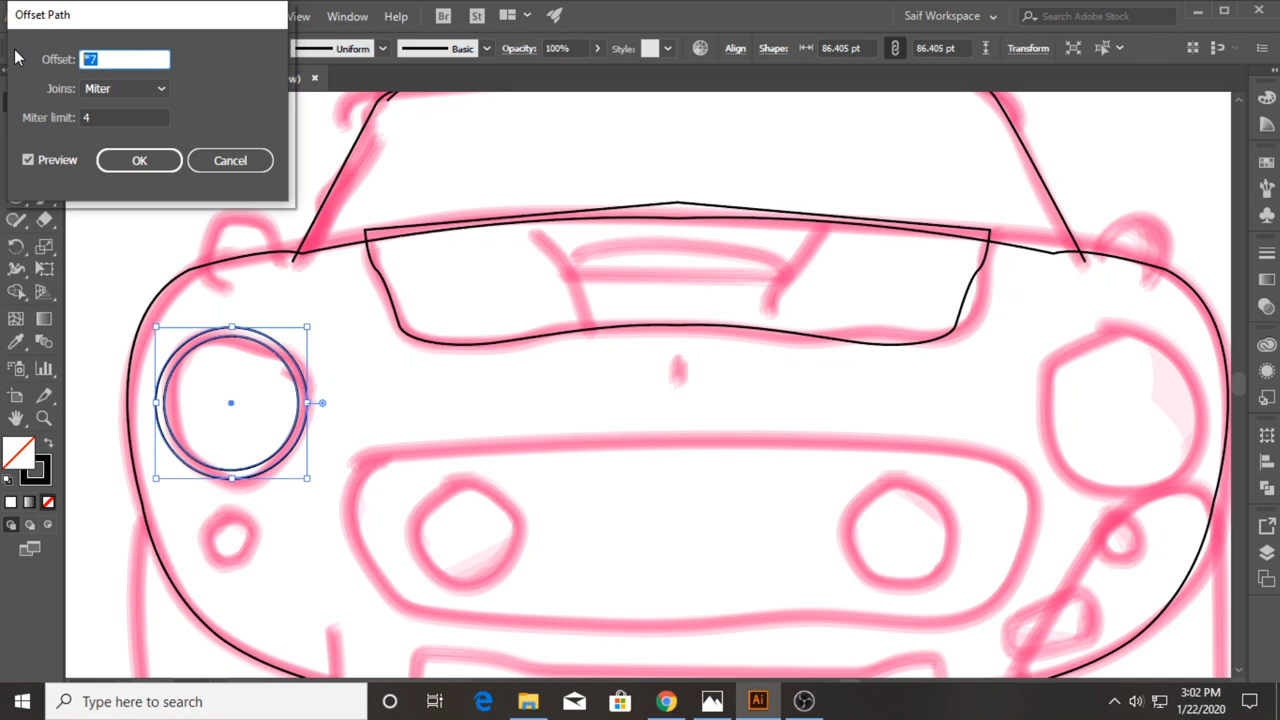 Offset Path
View
Window
Help
Br
St
Saif Workspace
Search Adobe Stock
Offset:
Joins: Miter
Miter limit: 4
Preview
OK
Cancel
Uniform
Basic
Opacity: 100%
Style:
Align
Shape: 86.405 pt
86.405 pt
Transform
Type here to search
Ai
3:02 PM
1/22/2020